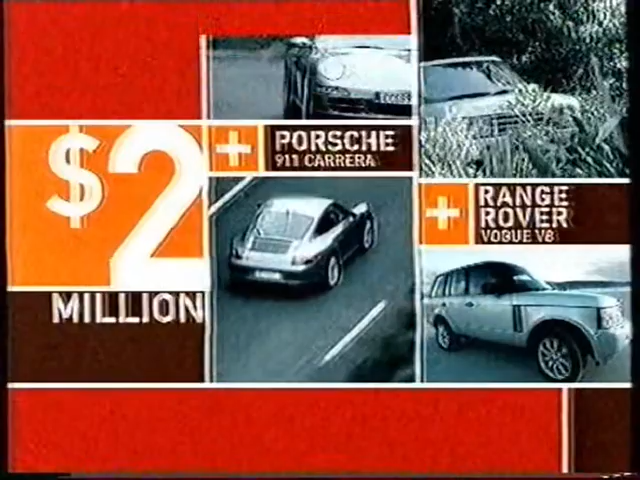 $2
MILLION
+ PORSCHE
911 CARRERA
+ RANGE
ROVER
VOGUE V8